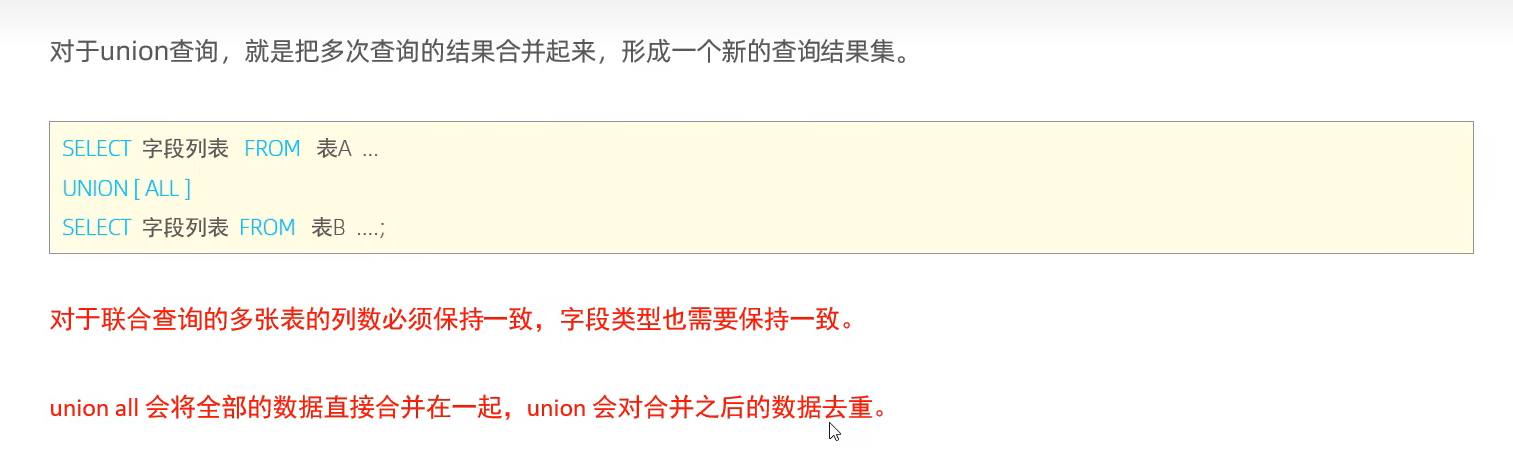 对于union查询，就是把多次查询的结果合并起来，形成一个新的查询结果集。
SELECT 字段列表 FROM 表A ...
UNION [ ALL ]
SELECT 字段列表 FROM 表B ....;
对于联合查询的多张表的列数必须保持一致，字段类型也需要保持一致。
union all 会将全部的数据直接合并在一起，union 会对合并之后的数据去重。